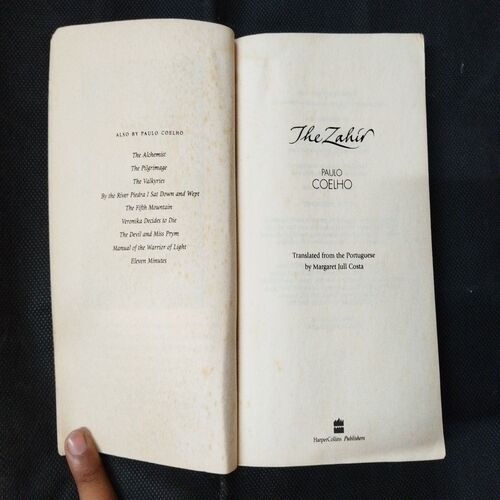 ALSO BY PAULO COELHO
The Alchemist
The Pilgrimage
The Valkyries
By the River Piedra I Sat Down and Wept
The Fifth Mountain
Veronika Decides to Die
The Devil and Miss Prym
Manual of the Warrior of Light
Eleven Minutes
The Zahir
PAULO
COELHO
Translated from the Portuguese
by Margaret Jull Costa
HarperCollins Publishers